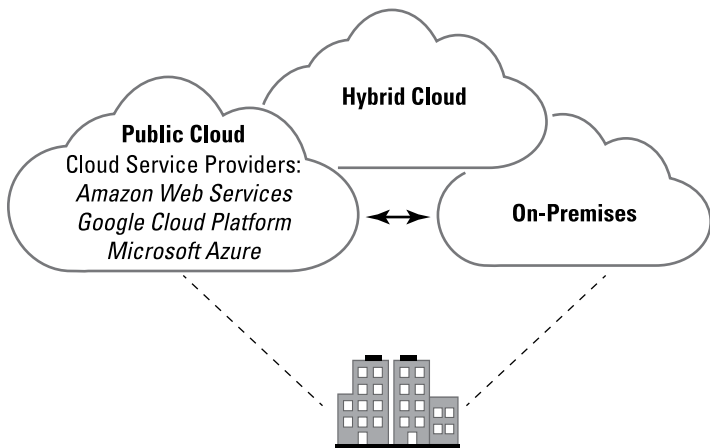 Hybrid Cloud
Public Cloud
Cloud Service Providers:
Amazon Web Services
Google Cloud Platform
Microsoft Azure
On-Premises